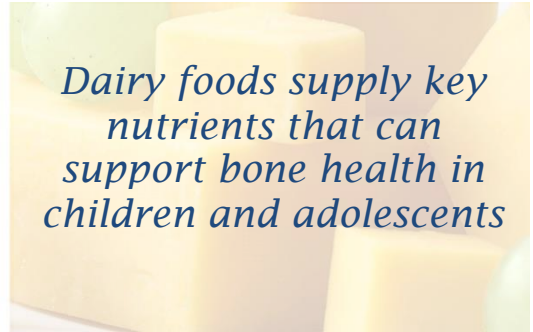 Dairy foods supply key
nutrients that can
support bone health in
children and adolescents